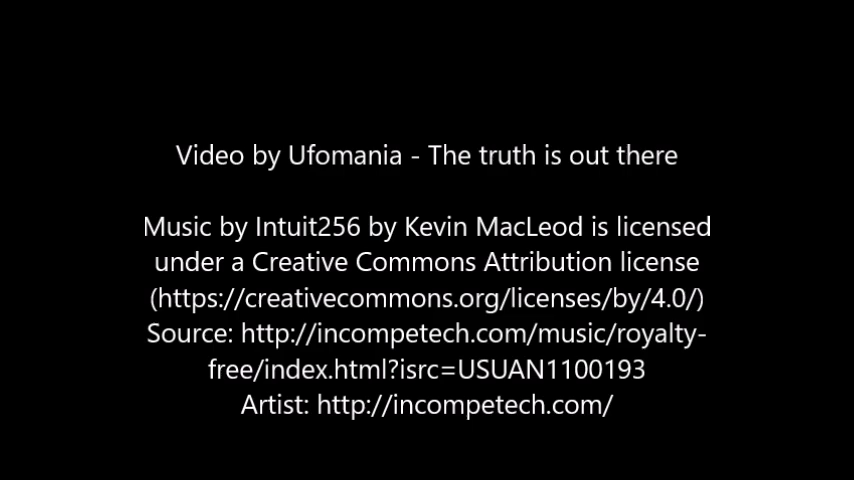 Video by Ufomania - The truth is out there
Music by Intuit256 by Kevin MacLeod is licensed
under a Creative Commons Attribution license
(https://creativecommons.org/licenses/by/4.0/)
Source: http://incompetech.com/music/royalty-
free/index.html?isrc=USUAN1100193
Artist: http://incompetech.com/